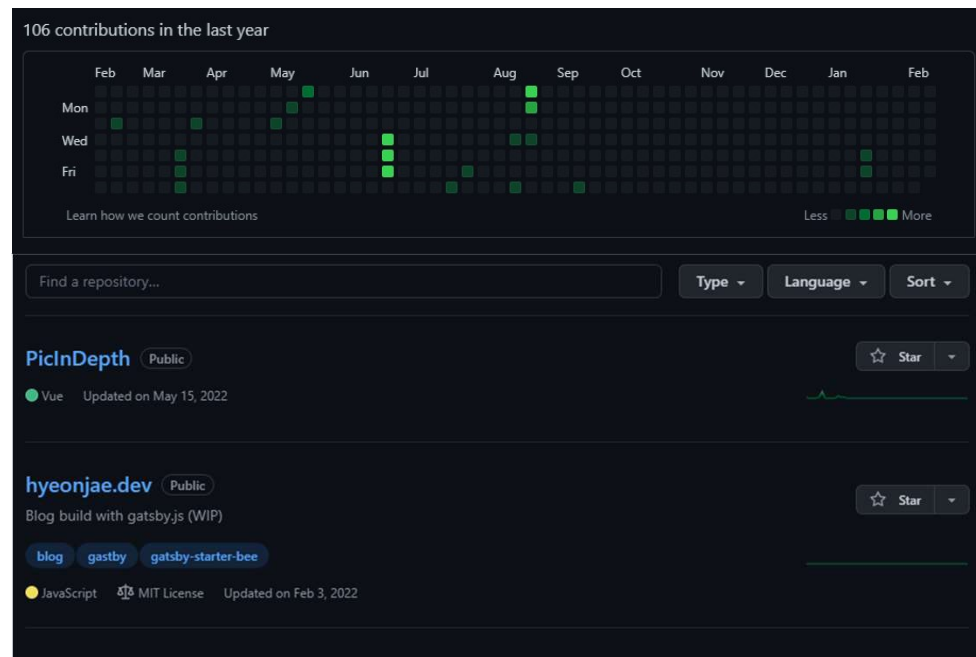 106 contributions in the last year
Feb Mar Apr May Jun Jul Aug Sep Oct Nov Dec Jan Feb
Mon
Wed
Fri
Learn how we count contributions
Less More
Find a repository...
Type
Language
Sort
PicInDepth Public
Star
Vue Updated on May 15, 2022
hyeonjae.dev Public
Star
Blog build with gatsby.js (WIP)
blog gastby gatsby-starter-bee
JavaScript MIT License Updated on Feb 3, 2022